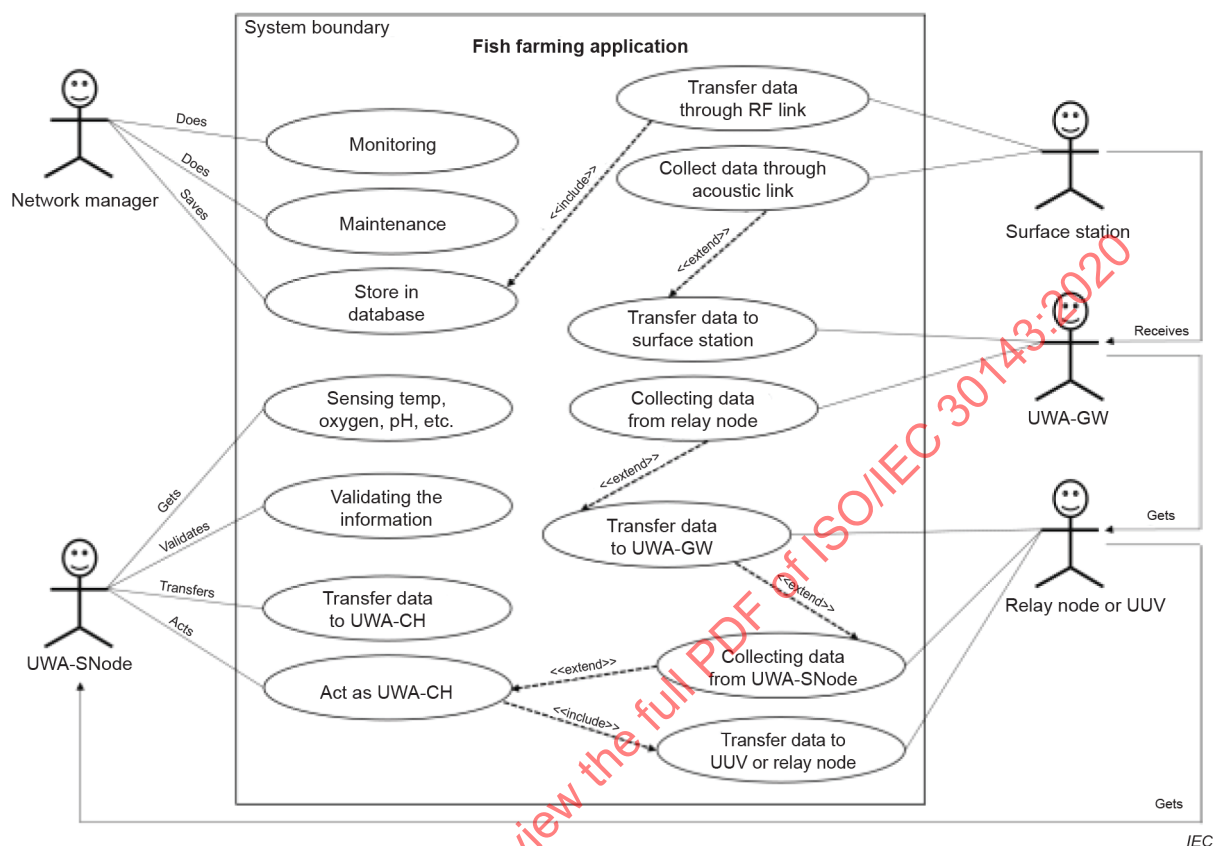 System boundary
Fish farming application
Network manager
Does
Does
Saves
Monitoring
Maintenance
Store in
database
Transfer data
through RF link
Collect data through
acoustic link
<<include>>
<<extend>>
Surface station
Transfer data to
surface station
Receives
UWA-GW
Sensing temp,
oxygen, pH, etc.
Collecting data
from relay node
<<extend>>
Gets
Validates
Transfers
Acts
UWA-SNode
Validating the
information
Transfer data
to UWA-GW
Gets
Relay node or UUV
<<extend>>
Transfer data
to UWA-CH
Collecting data
from UWA-SNode
<<extend>>
Act as UWA-CH
<<include>>
Transfer data to
UUV or relay node
Gets
IEC
view the full PDF of ISO/IEC 30143:2020